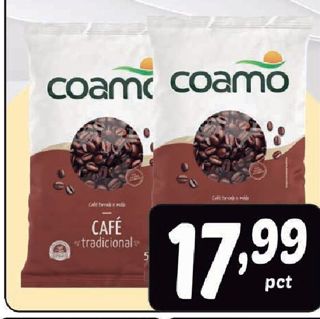 coamo
coamo
Café torrado e moído
Café torrado e moído
CAFÉ
tradicional
17,99
pct